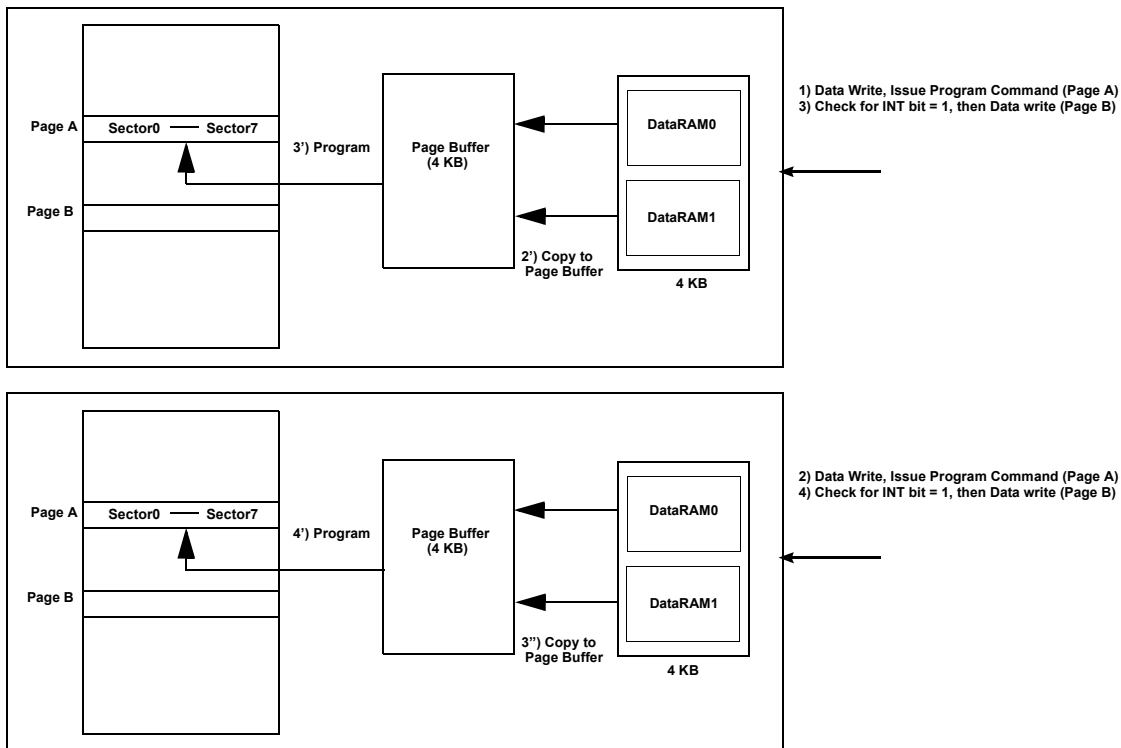 1) Data Write, Issue Program Command (Page A)
3) Check for INT bit = 1, then Data write (Page B)
Page A
Sector0
Sector7
3’) Program
Page Buffer
(4 KB)
DataRAM0
Page B
DataRAM1
2’) Copy to
Page Buffer
4 KB
2) Data Write, Issue Program Command (Page A)
4) Check for INT bit = 1, then Data write (Page B)
Page A
Sector0
Sector7
4’) Program
Page Buffer
(4 KB)
DataRAM0
Page B
DataRAM1
3”) Copy to
Page Buffer
4 KB